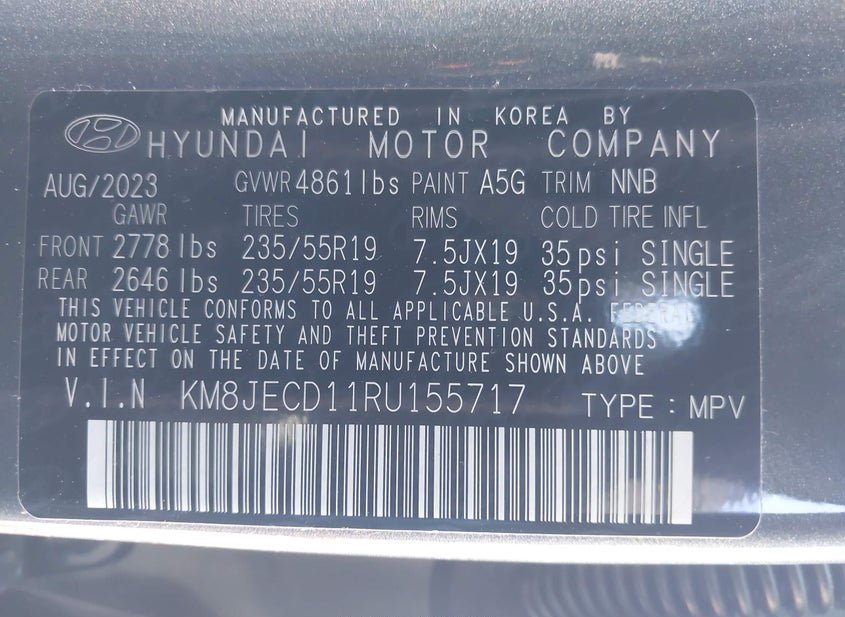 MANUFACTURED IN KOREA BY
HYUNDAI MOTOR COMPANY
AUG/2023 GVWR 4861lbs PAINT A5G TRIM NNB
GAWR TIRES RIMS COLD TIRE INFL
FRONT 2778 lbs 235/55R19 7.5JX19 35psi SINGLE
REAR 2646 lbs 235/55R19 7.5JX19 35psi SINGLE
THIS VEHICLE CONFORMS TO ALL APPLICABLE U.S.A. FEDERAL
MOTOR VEHICLE SAFETY AND THEFT PREVENTION STANDARDS
IN EFFECT ON THE DATE OF MANUFACTURE SHOWN ABOVE
V.I.N KM8JECD11RU155717 TYPE : MPV